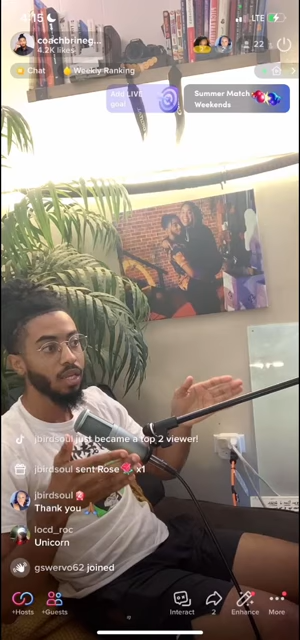 4:15
LTE
coachbrineg...
4.2K likes
22
Chat
Weekly Ranking
Add LIVE
goal
Summer Match
Weekends
jbirdsoul just became a top 2 viewer!
jbirdsoul sent Rose x1
jbirdsoul
Thank you
locd_roc
Unicorn
gswervo62 joined
+Hosts
+Guests
Interact
2
Enhance
More